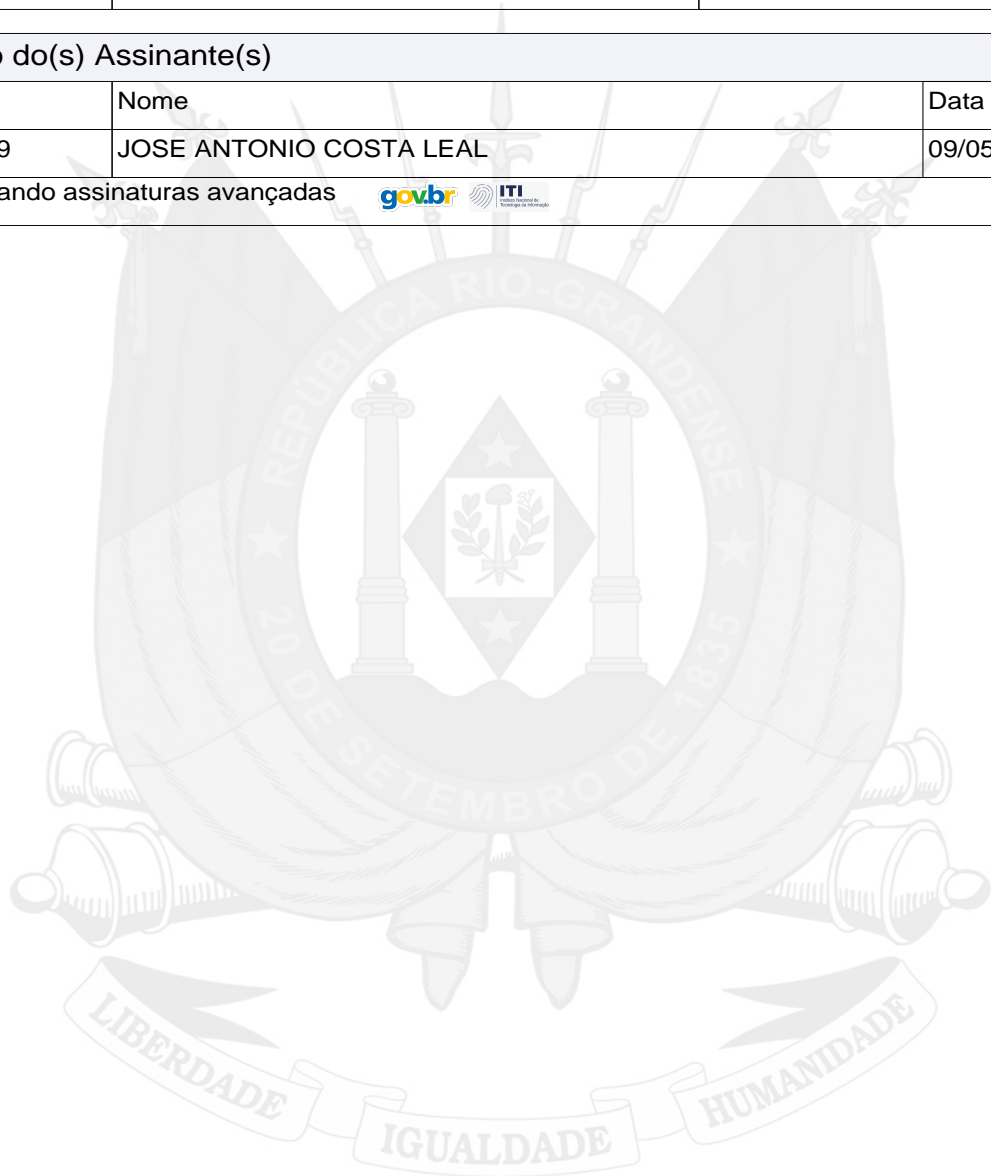 o do(s) Assinante(s)
Nome Data
9 JOSE ANTONIO COSTA LEAL 09/05
ando assinaturas avançadas gov.br ITI
REPÚBLICA RIO-GRANDENSE
20 DE SETEMBRO DE 1835
LIBERDADE IGUALDADE HUMANIDADE